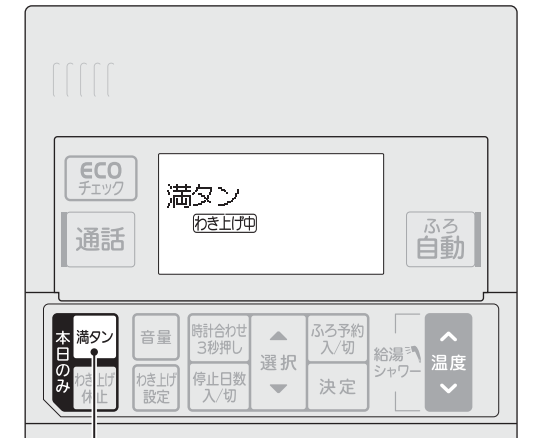 ECO
チェック
通話
満タン
わき上げ中
ふろ
自動
本日のみ
満タン
わき上げ
休止
音量
わき上げ
設定
時計合わせ
3秒押し
停止日数
入/切
選択
ふろ予約
入/切
決定
給湯
シャワー
温度